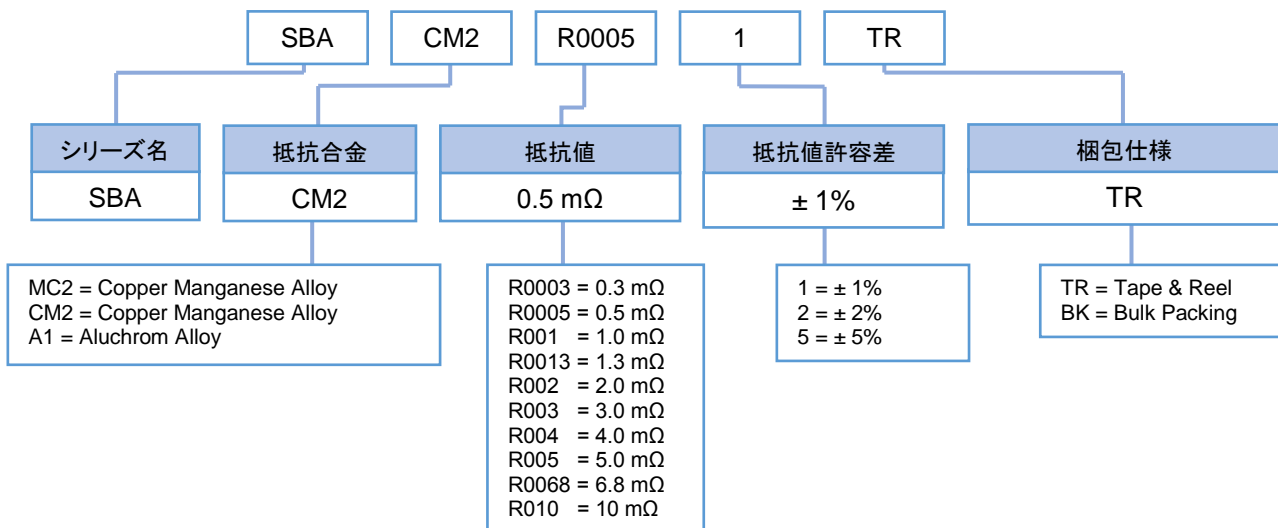 SBA CM2 R0005 1 TR
シリーズ名 抵抗合金 抵抗値 抵抗値許容差 梱包仕様
SBA CM2 0.5 mΩ ± 1% TR
MC2 = Copper Manganese Alloy
CM2 = Copper Manganese Alloy
A1 = Aluchrom Alloy
R0003 = 0.3 mΩ
R0005 = 0.5 mΩ
R001 = 1.0 mΩ
R0013 = 1.3 mΩ
R002 = 2.0 mΩ
R003 = 3.0 mΩ
R004 = 4.0 mΩ
R005 = 5.0 mΩ
R0068 = 6.8 mΩ
R010 = 10 mΩ
1 = ± 1%
2 = ± 2%
5 = ± 5%
TR = Tape & Reel
BK = Bulk Packing